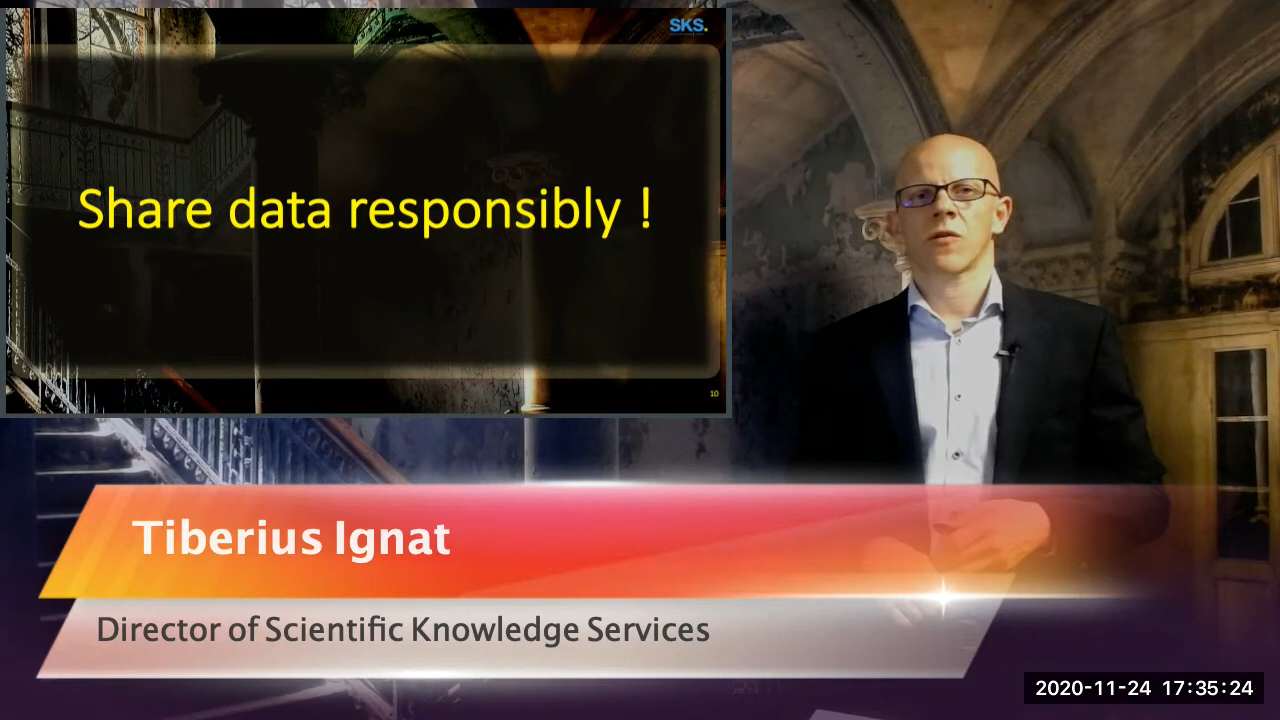 SKS.
Share data responsibly !
10
Tiberius Ignat
Director of Scientific Knowledge Services
2020-11-24 17:35:24